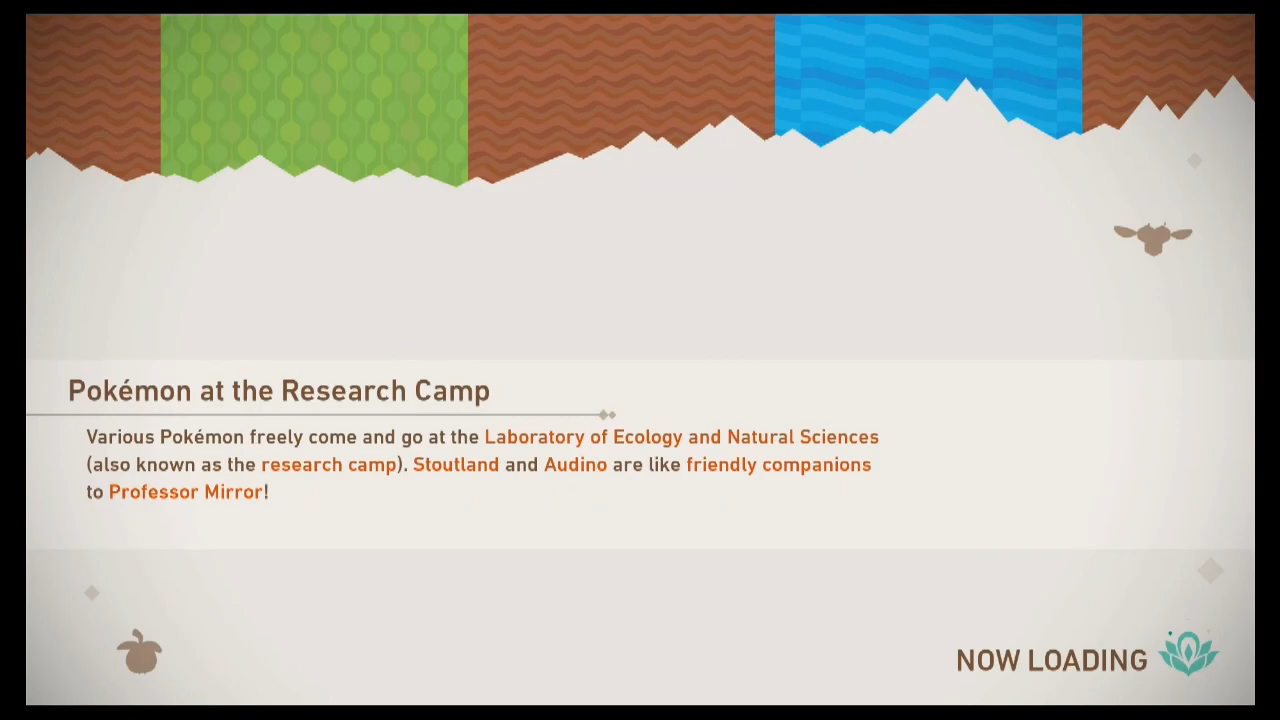 Pokémon at the Research Camp
Various Pokémon freely come and go at the Laboratory of Ecology and Natural Sciences
(also known as the research camp). Stoutland and Audino are like friendly companions
to Professor Mirror!
NOW LOADING